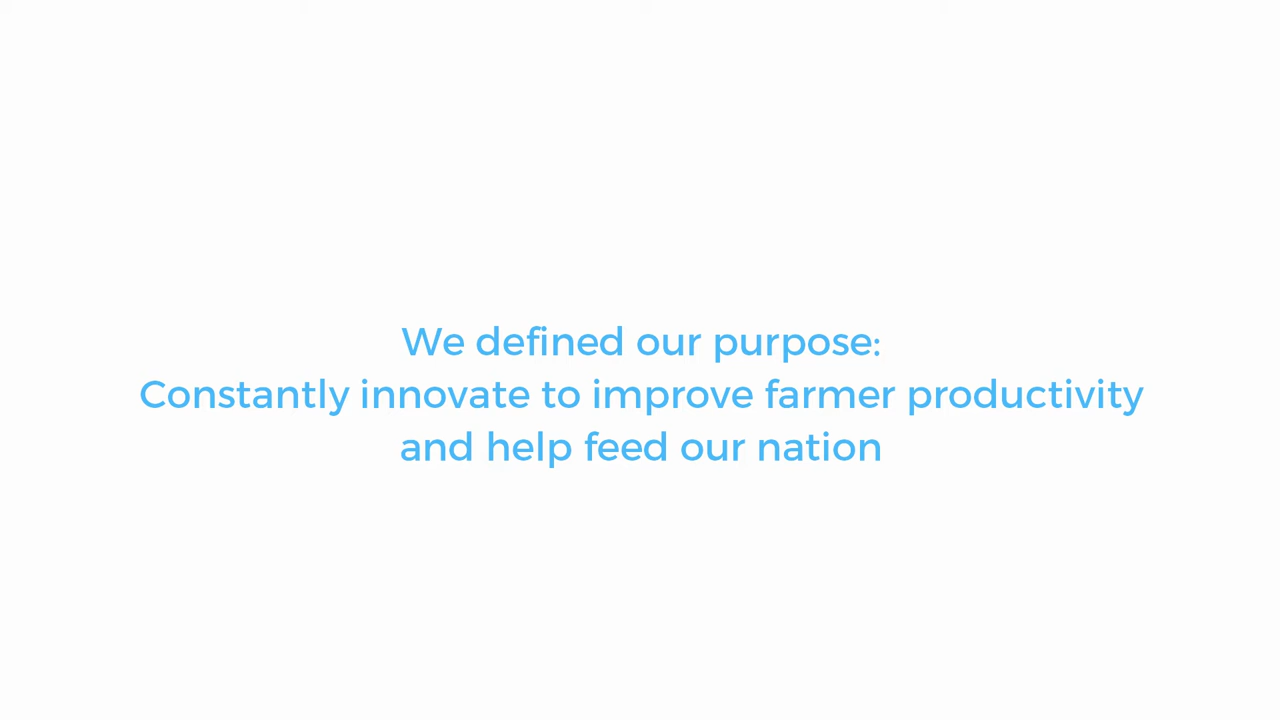 We defined our purpose:
Constantly innovate to improve farmer productivity
and help feed our nation